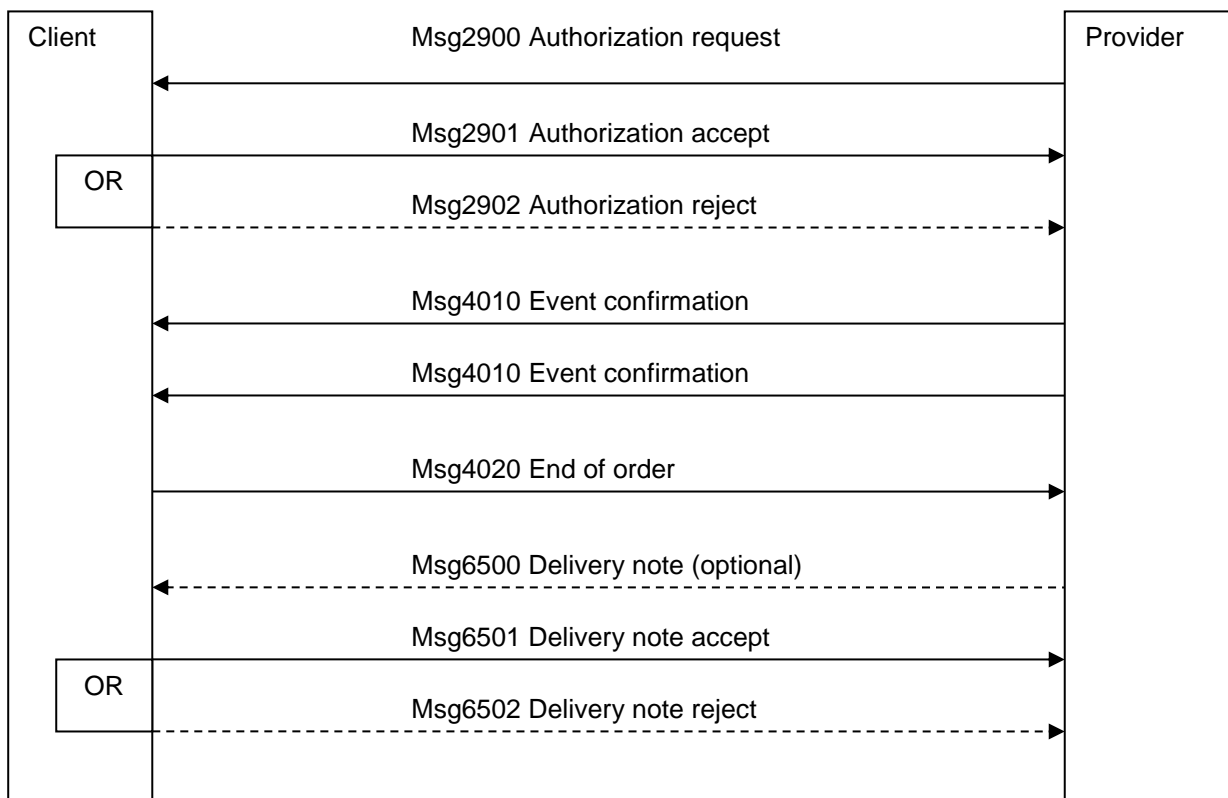 Client
Msg2900 Authorization request
Provider
Msg2901 Authorization accept
OR
Msg2902 Authorization reject
Msg4010 Event confirmation
Msg4010 Event confirmation
Msg4020 End of order
Msg6500 Delivery note (optional)
Msg6501 Delivery note accept
OR
Msg6502 Delivery note reject